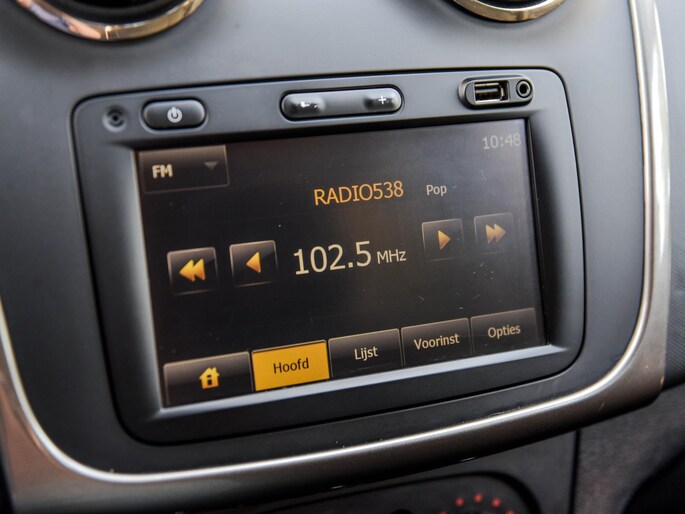 10:48
FM
RADIO538 Pop
102.5 MHz
Hoofd Lijst Voorinst Opties